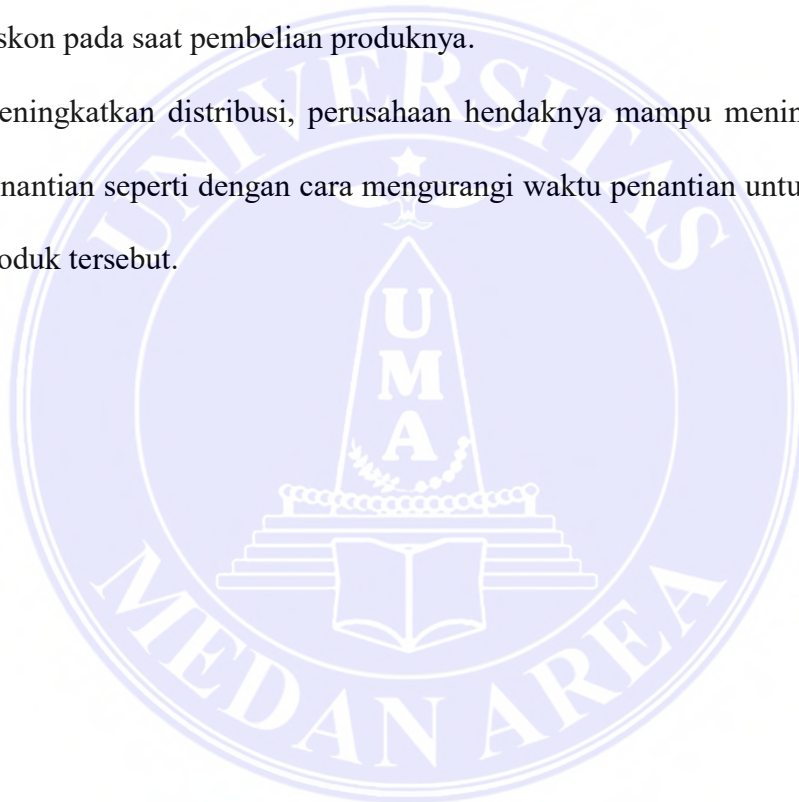 skon pada saat pembelian produknya.
eningkatkan distribusi, perusahaan hendaknya mampu menin
nantian seperti dengan cara mengurangi waktu penantian untu
oduk tersebut.
UNIVERSITAS
U
M
A
MEDAN AREA